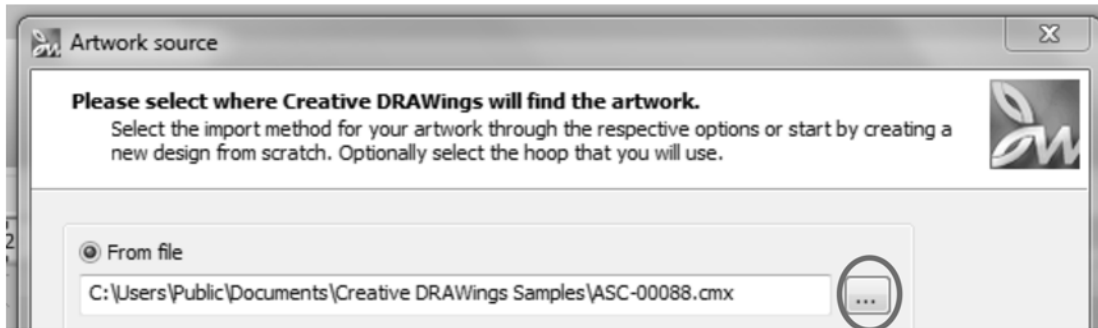 Artwork source
Please select where Creative DRAWings will find the artwork.
Select the import method for your artwork through the respective options or start by creating a
new design from scratch. Optionally select the hoop that you will use.
From file
C:\Users\Public\Documents\Creative DRAWings Samples\ASC-00088.cmx
...